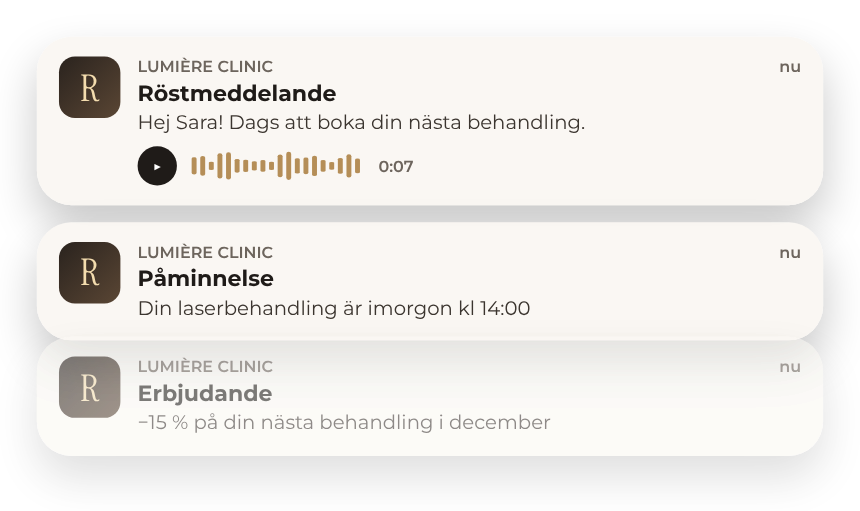 R
LUMIÈRE CLINIC
nu
Röstmeddelande
Hej Sara! Dags att boka din nästa behandling.
0:07
R
LUMIÈRE CLINIC
nu
Påminnelse
Din laserbehandling är imorgon kl 14:00
R
LUMIÈRE CLINIC
nu
Erbjudande
−15 % på din nästa behandling i december